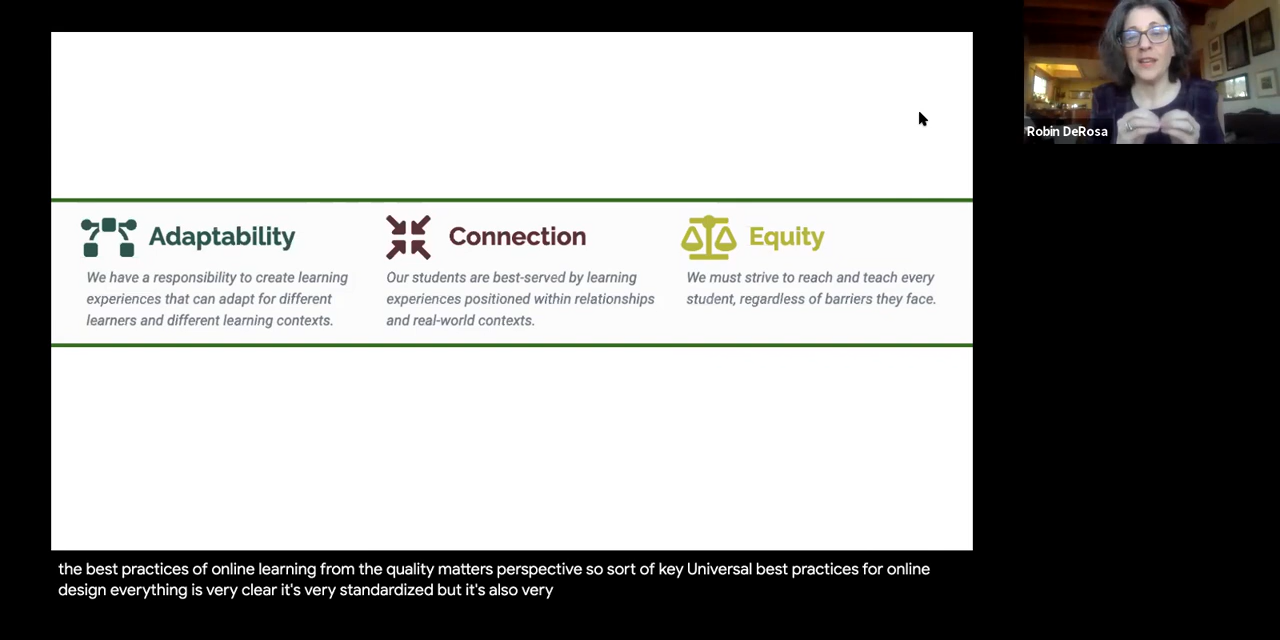 Robin DeRosa
Adaptability
We have a responsibility to create learning
experiences that can adapt for different
learners and different learning contexts.
Connection
Our students are best-served by learning
experiences positioned within relationships
and real-world contexts.
Equity
We must strive to reach and teach every
student, regardless of barriers they face.
the best practices of online learning from the quality matters perspective so sort of key Universal best practices for online
design everything is very clear it's very standardized but it's also very